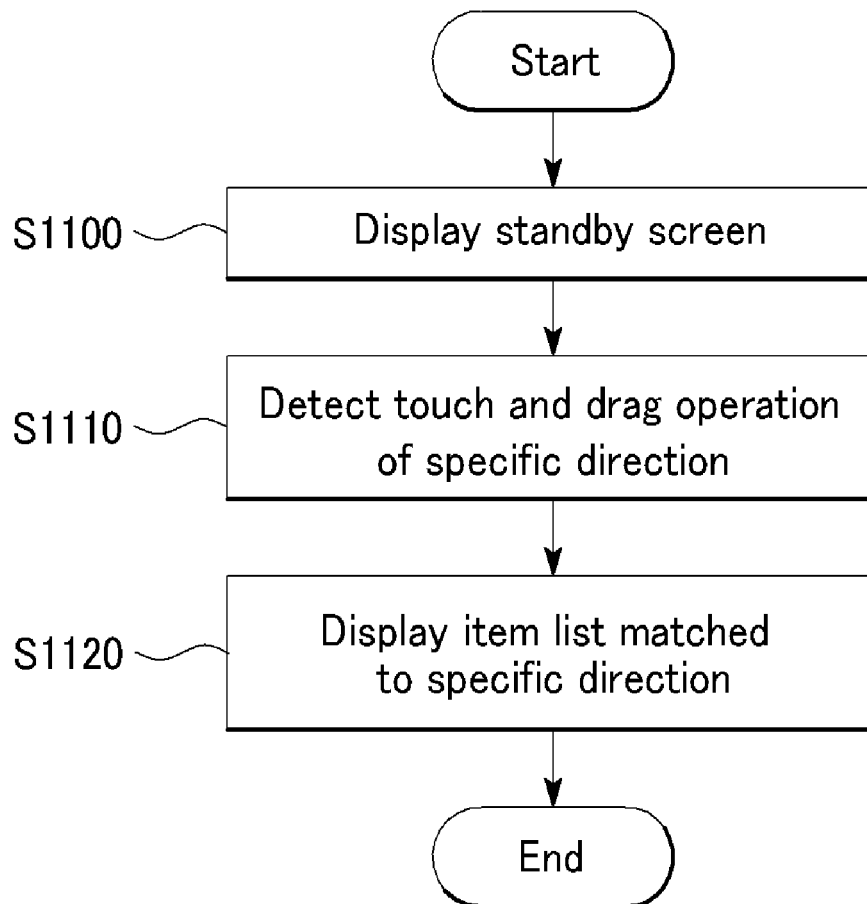 Start
S1100
Display standby screen
S1110
Detect touch and drag operation
of specific direction
S1120
Display item list matched
to specific direction
End